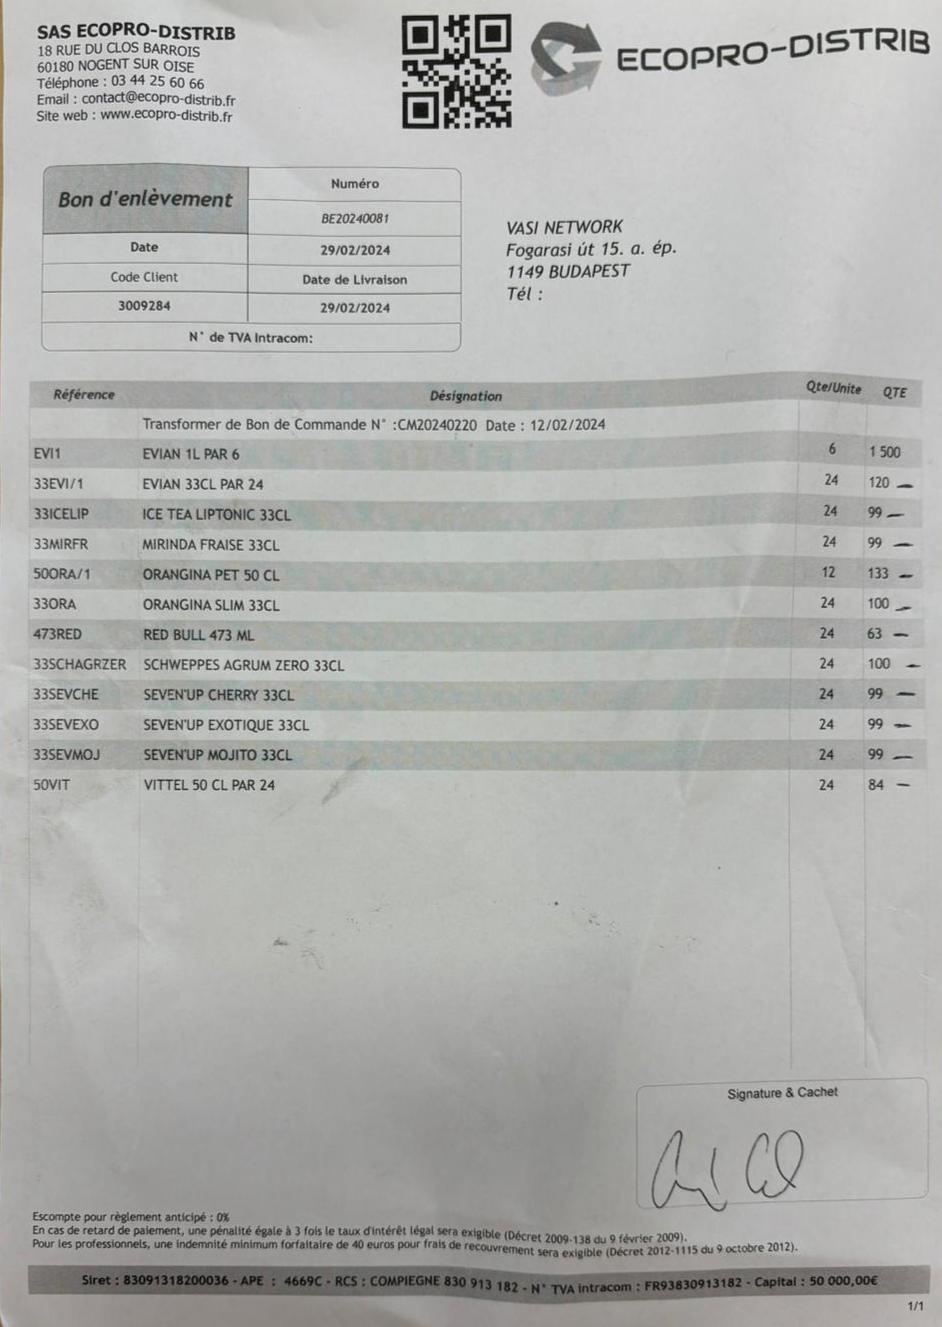 SAS ECOPRO-DISTRIB
18 RUE DU CLOS BARROIS
60180 NOGENT SUR OISE
Téléphone : 03 44 25 60 66
Email : contact@ecopro-distrib.fr
Site web : www.ecopro-distrib.fr
ECOPRO-DISTRIB
Bon d'enlèvement
Numéro
BE20240081
Date
29/02/2024
Code Client
Date de Livraison
3009284
29/02/2024
N° de TVA Intracom:
VASI NETWORK
Fogarasi út 15. a. ép.
1149 BUDAPEST
Tél :
Référence Désignation Qte/Unite QTE
Transformer de Bon de Commande N° :CM20240220 Date : 12/02/2024
EVI1 EVIAN 1L PAR 6 6 1 500
33EVI/1 EVIAN 33CL PAR 24 24 120
33ICELIP ICE TEA LIPTONIC 33CL 24 99
33MIRFR MIRINDA FRAISE 33CL 24 99
50ORA/1 ORANGINA PET 50 CL 12 133
33ORA ORANGINA SLIM 33CL 24 100
473RED RED BULL 473 ML 24 63
33SCHAGRZER SCHWEPPES AGRUM ZERO 33CL 24 100
33SEVCHE SEVEN'UP CHERRY 33CL 24 99
33SEVEXO SEVEN'UP EXOTIQUE 33CL 24 99
33SEVMOJ SEVEN'UP MOJITO 33CL 24 99
50VIT VITTEL 50 CL PAR 24 24 84
Signature & Cachet
Escompte pour règlement anticipé : 0%
En cas de retard de paiement, une pénalité égale à 3 fois le taux d'intérêt légal sera exigible (Décret 2009-138 du 9 février 2009).
Pour les professionnels, une indemnité minimum forfaitaire de 40 euros pour frais de recouvrement sera exigible (Décret 2012-1115 du 9 octobre 2012).
Siret : 83091318200036 - APE : 4669C - RCS : COMPIEGNE 830 913 182 - N° TVA intracom : FR93830913182 - Capital : 50 000,00€
1/1